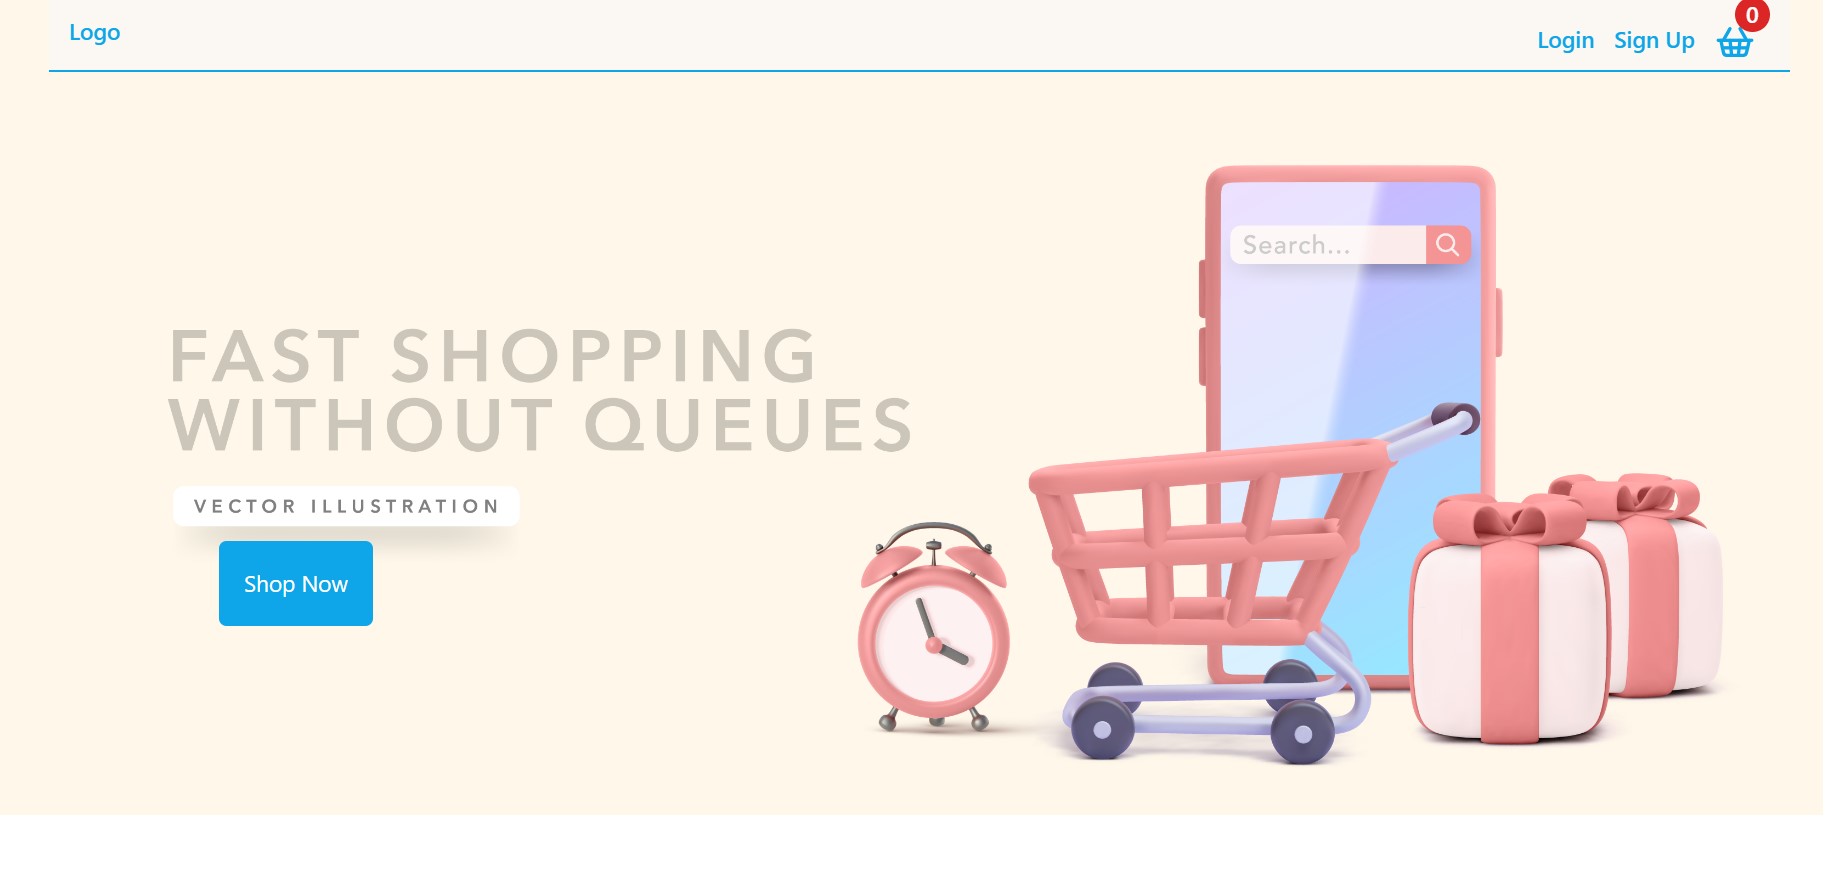 Logo
Login Sign Up 0
Search...
FAST SHOPPING
WITHOUT QUEUES
VECTOR ILLUSTRATION
Shop Now